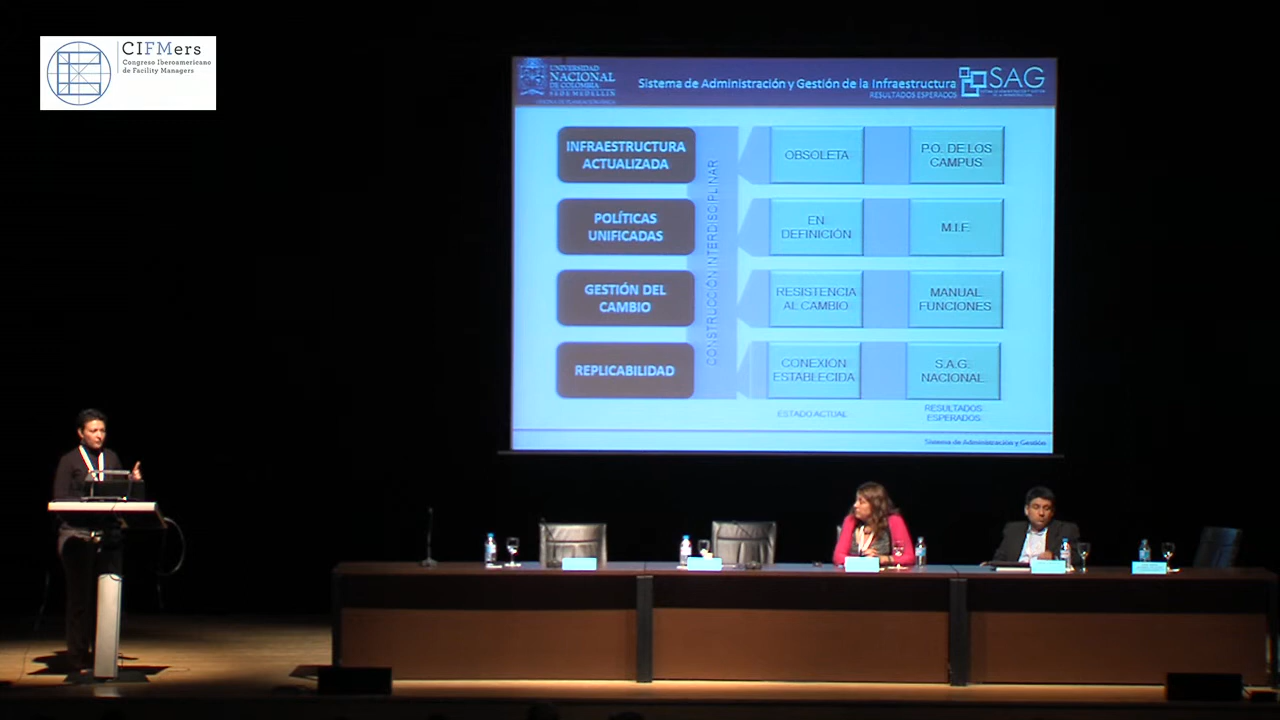 CIFMers
Congreso Iberoamericano
de Facility Managers
UNIVERSIDAD
NACIONAL
DE COLOMBIA
SEDE MEDELLÍN
Sistema de Administración y Gestión de la Infraestructura
RESULTADOS ESPERADOS
SAG
INFRAESTRUCTURA
ACTUALIZADA
OBSOLETA
P.O. DE LOS
CAMPUS
POLÍTICAS
UNIFICADAS
EN
DEFINICIÓN
M.I.F.
GESTIÓN DEL
CAMBIO
RESISTENCIA
AL CAMBIO
MANUAL
FUNCIONES
REPLICABILIDAD
CONEXIÓN
ESTABLECIDA
S.A.G.
NACIONAL
CONSTRUCCIÓN INTERDISCIPLINAR
ESTADO ACTUAL
RESULTADOS
ESPERADOS
Sistema de Administración y Gestión